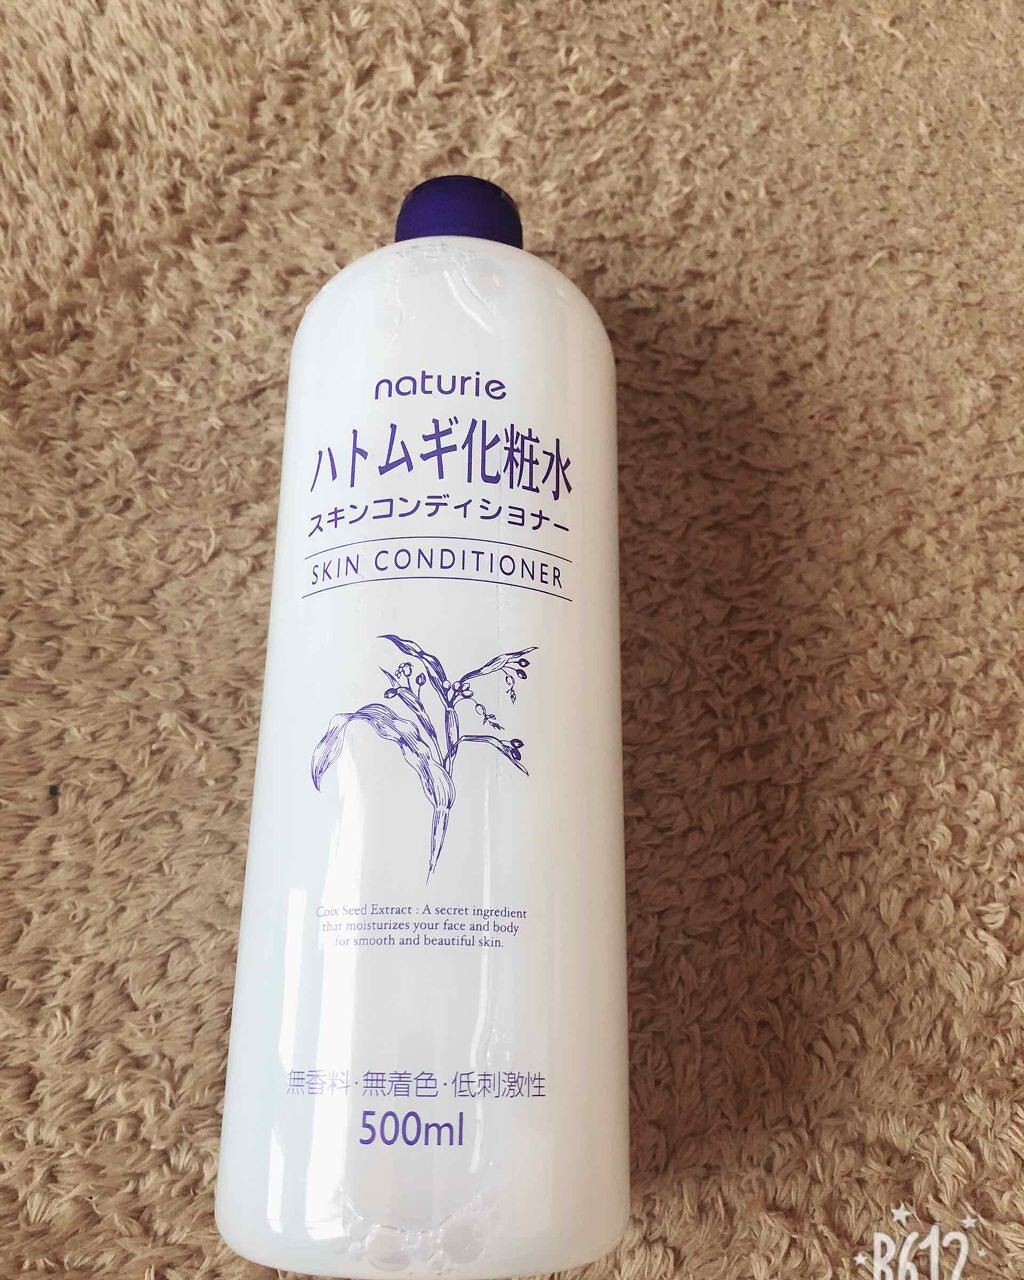 naturie
ハトムギ化粧水
スキンコンディショナー
SKIN CONDITIONER
Coix Seed Extract : A secret ingredient
that moisturizes your face and body
for smooth and beautiful skin.
無香料・無着色・低刺激性
500ml
B612